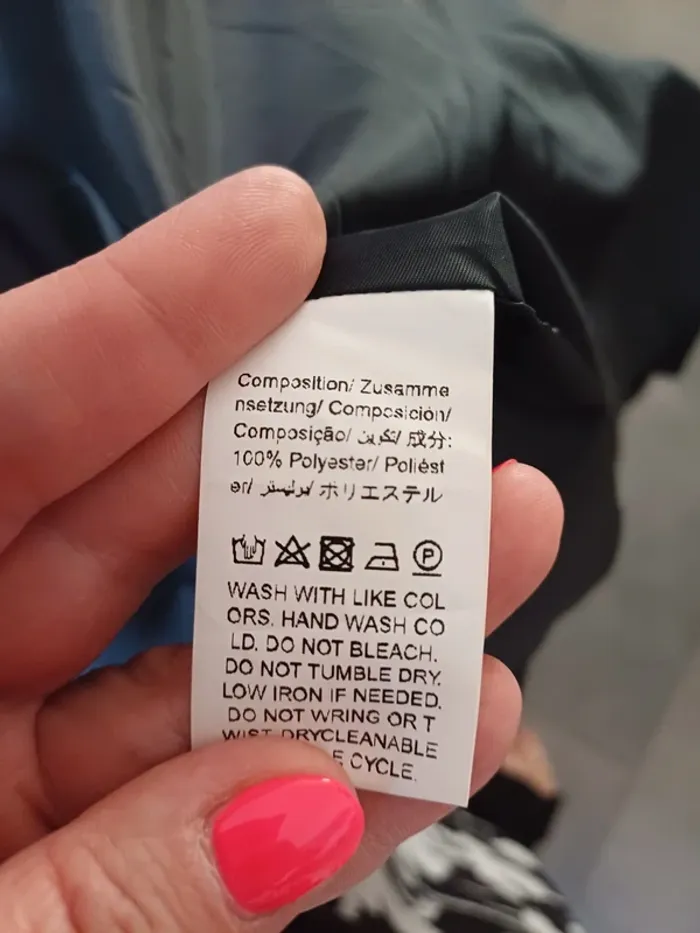 Composition/ Zusamme
nsetzung/ Composición/
Composição/ تكوين/ 成分:
100% Polyester/ Poliést
er/ بوليستر/ ポリエステル
P
WASH WITH LIKE COL
ORS. HAND WASH CO
LD. DO NOT BLEACH.
DO NOT TUMBLE DRY.
LOW IRON IF NEEDED.
DO NOT WRING OR T
WIST. DRYCLEANABLE
CYCLE.